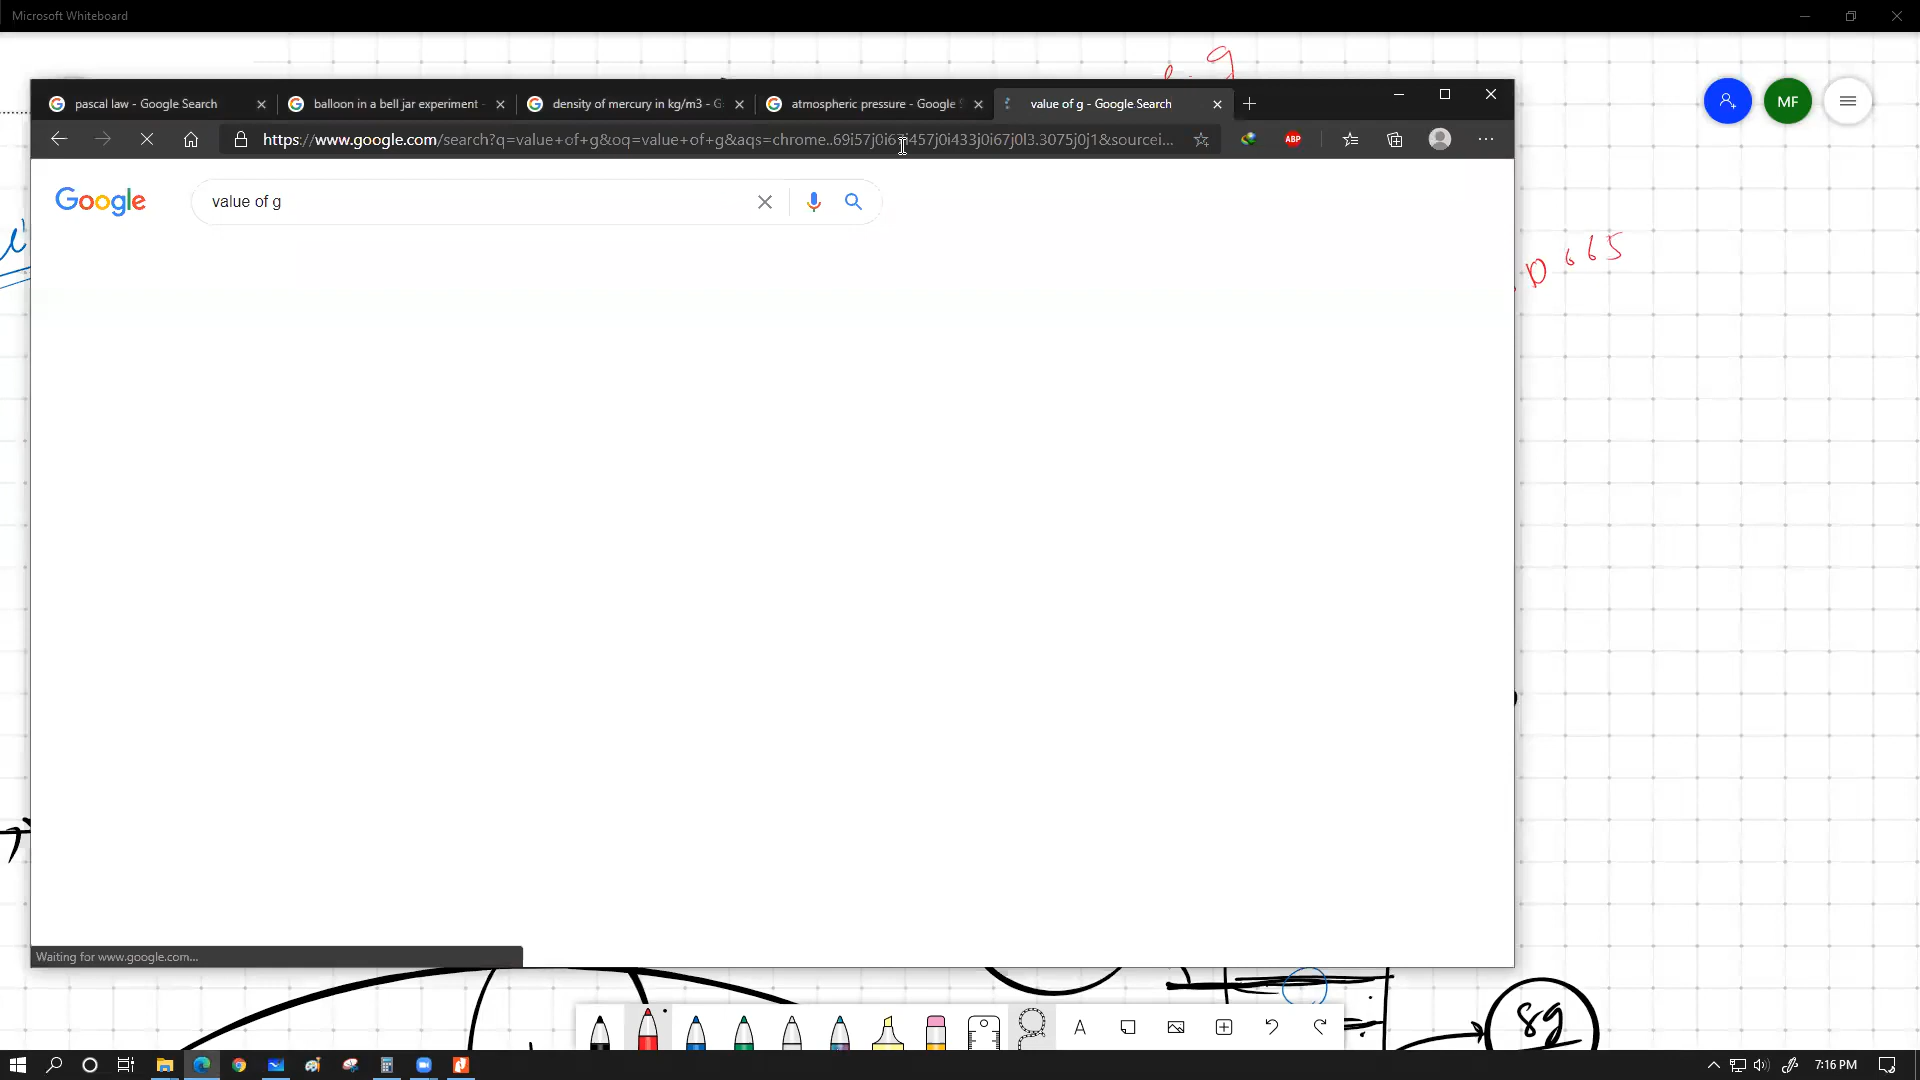 Microsoft Whiteboard
g
pascal law - Google Search
balloon in a bell jar experiment -
density of mercury in kg/m3 - G
atmospheric pressure - Google S
value of g - Google Search
https://www.google.com/search?q=value+of+g&oq=value+of+g&aqs=chrome..69i57j0i67j457j0i433j0i67j0l3.3075j0j1&sourcei...
ABP
MF
Google
value of g
665
Waiting for www.google.com...
8g
A
7:16 PM